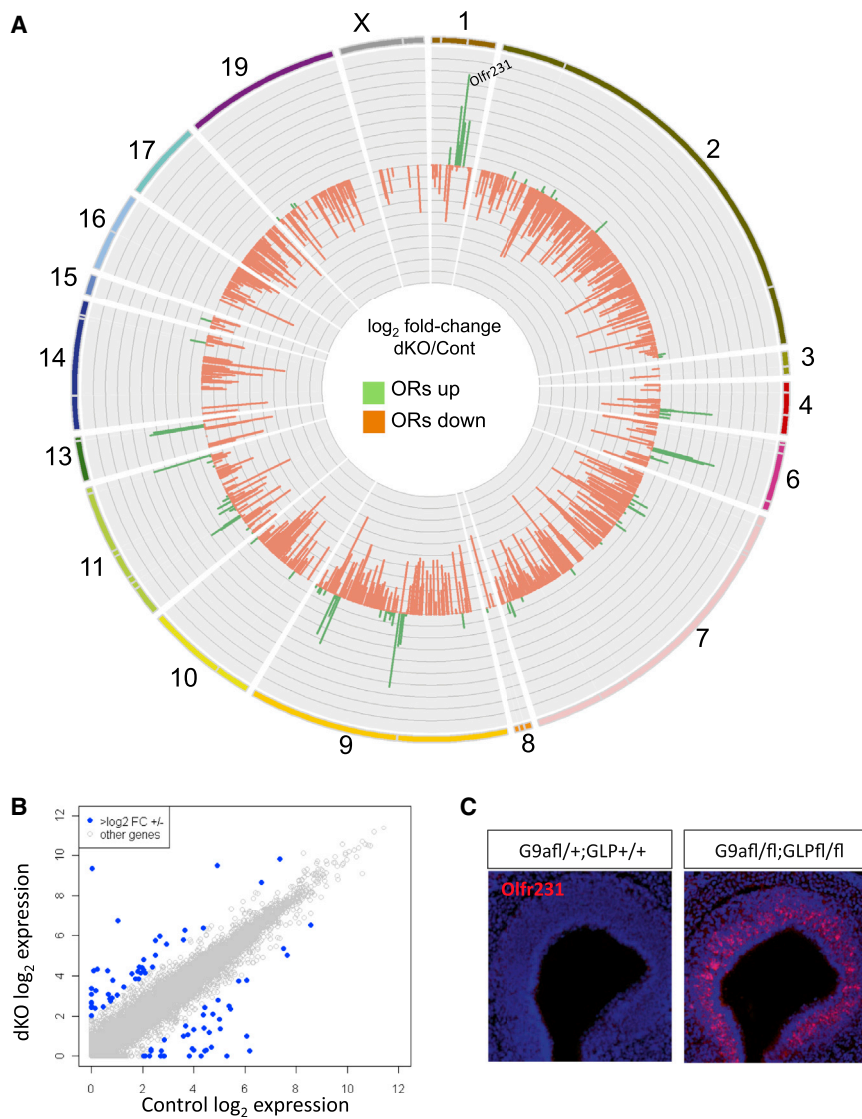 A
X
1
19
Olfr231
17
2
16
15
14
log2 fold-change
dKO/Cont
ORs up
ORs down
3
4
13
6
11
7
10
9
8
B
>log2 FC +/-
other genes
dKO log2 expression
12
10
8
6
4
2
0
0
2
4
6
8
10
12
Control log2 expression
C
G9afl/+;GLP+/+
G9afl/fl;GLPfl/fl
Olfr231